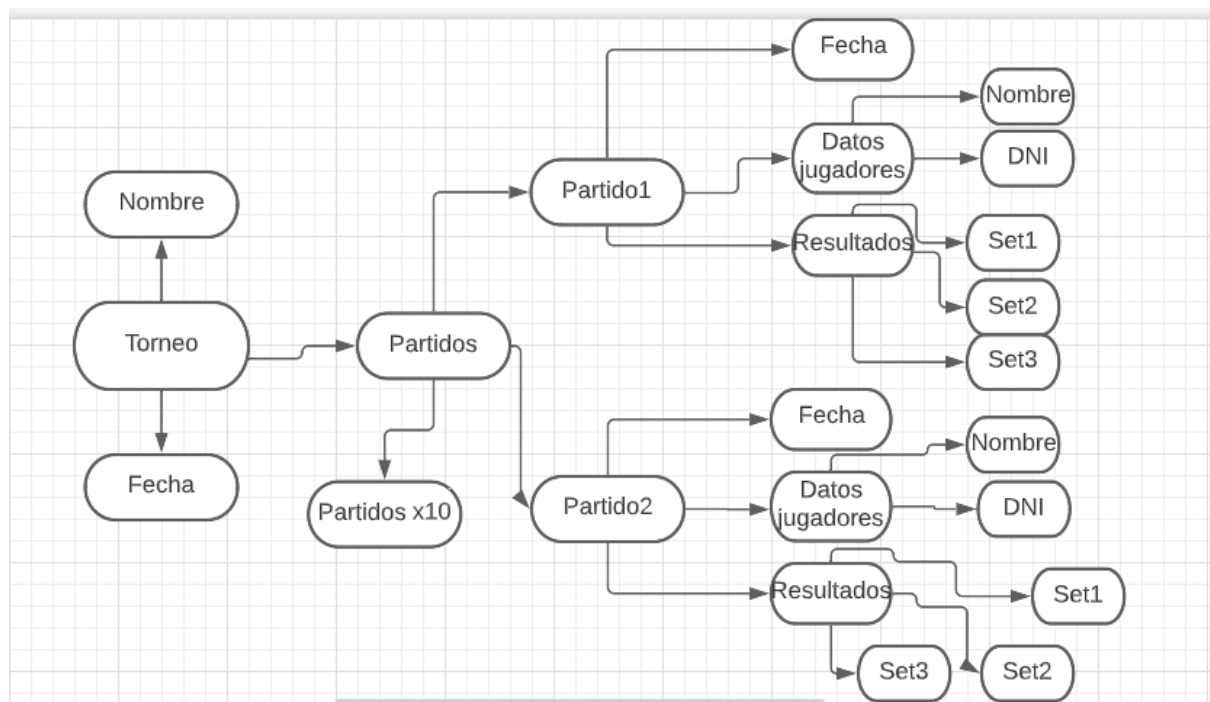 Fecha
Nombre
Datos
jugadores
DNI
Partido1
Nombre
Resultados
Set1
Set2
Torneo
Partidos
Set3
Fecha
Nombre
Fecha
Partidos x10
Partido2
Datos
jugadores
DNI
Resultados
Set1
Set3
Set2